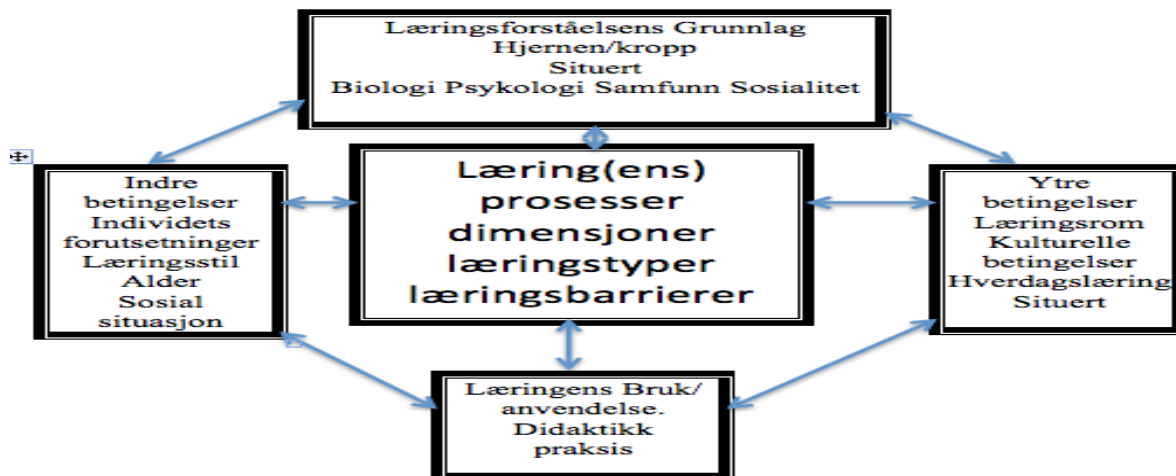 Læringsforståelsens Grunnlag
Hjernen/kropp
Situert
Biologi Psykologi Samfunn Sosialitet
Indre
betingelser
Individets
forutsetninger
Læringsstil
Alder
Sosial
situasjon
Læring(ens)
prosesser
dimensjoner
læringstyper
læringsbarrierer
Ytre
betingelser
Læringsrom
Kulturelle
betingelser
Hverdagslæring
Situert
Læringens Bruk/
anvendelse.
Didaktikk
praksis